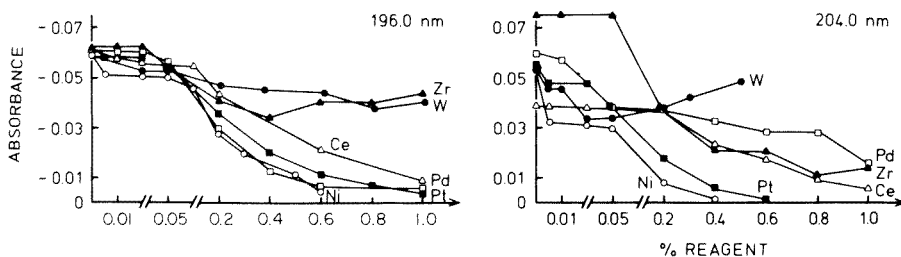 196.0 nm
ABSORBANCE
- 0.07
- 0.05
- 0.03
- 0.01
0
0.01 0.05 0.2 0.4 0.6 0.8 1.0
Zr
W
Ce
Pd
Pt
Ni
204.0 nm
0.07
0.05
0.03
0.01
0
0.01 0.05 0.2 0.4 0.6 0.8 1.0
W
Pd
Zr
Ce
Ni
Pt
% REAGENT